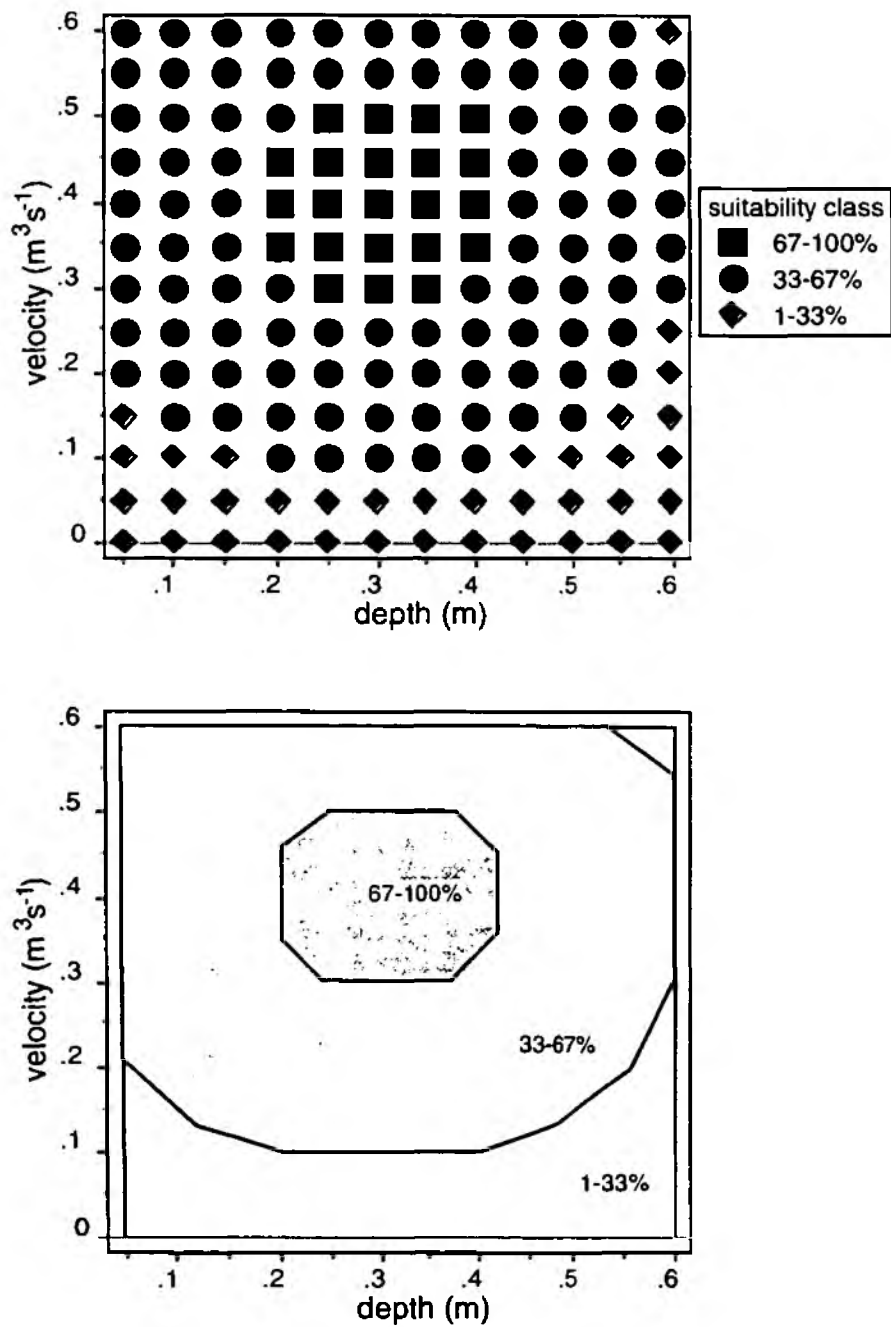 .6
.5
.4
.3
.2
.1
0
velocity (m³s⁻¹)
.1 .2 .3 .4 .5 .6
depth (m)
suitability class
67-100%
33-67%
1-33%
.6
.5
.4
.3
.2
.1
0
velocity (m³s⁻¹)
67-100%
33-67%
1-33%
.1 .2 .3 .4 .5 .6
depth (m)